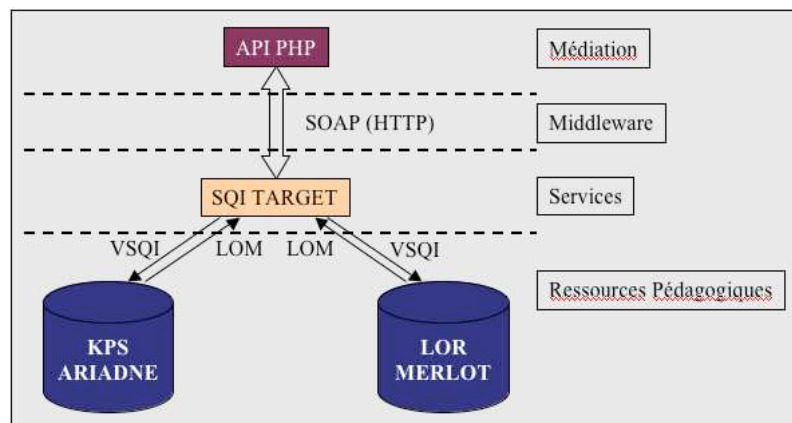 API PHP
Médiation
SOAP (HTTP)
Middleware
SQI TARGET
Services
VSQI
LOM
LOM
VSQI
Ressources Pédagogiques
KPS
ARIADNE
LOR
MERLOT